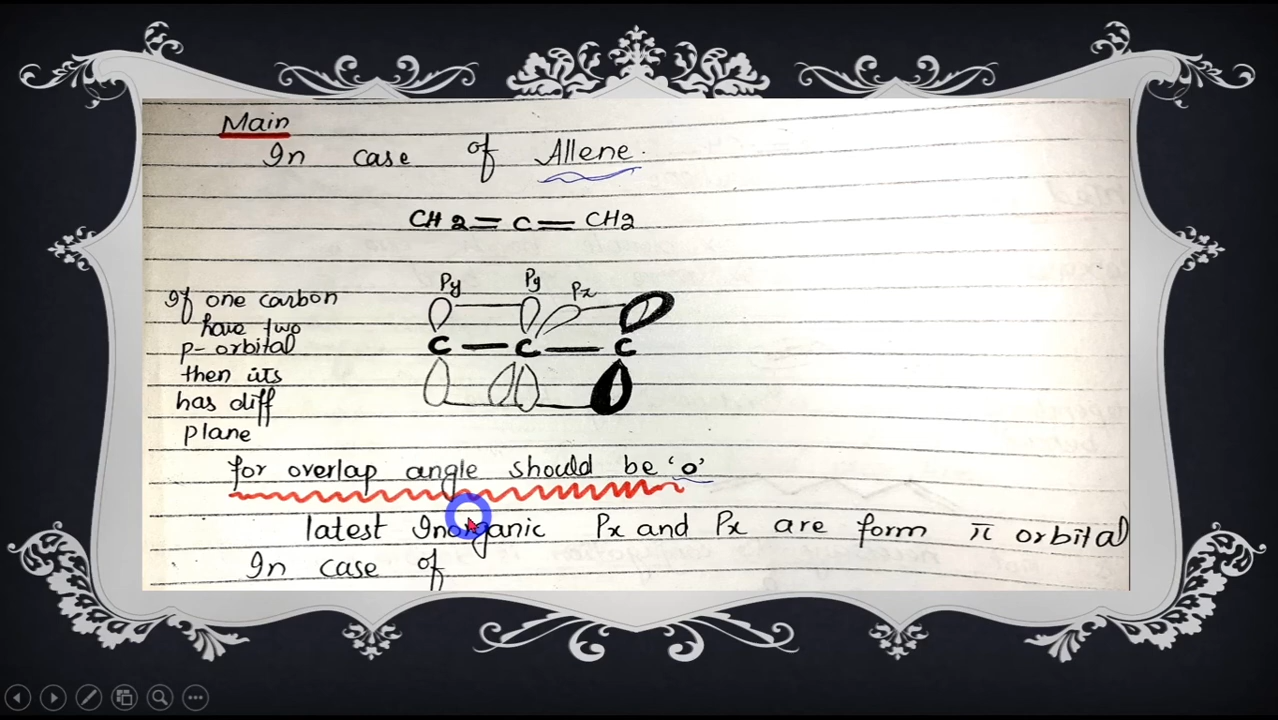 Main
In case of Allene.
CH2=C=CH2
Py Py Px
If one carbon
have two
p-orbital
then its
has diff
plane
C — C — C
for overlap angle should be '0'
latest Inorganic Px and Px are form π orbital
In case of